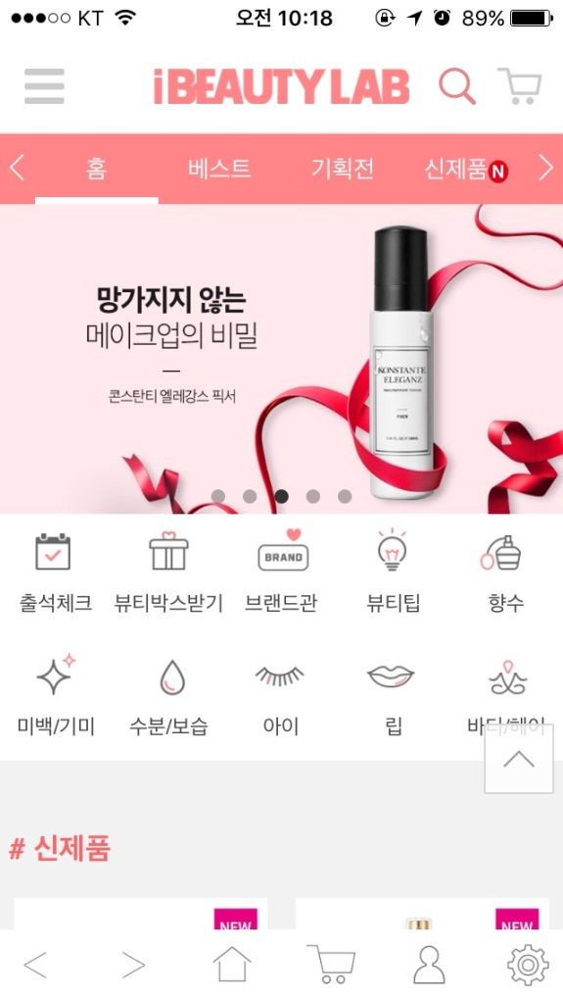 KT 오전 10:18 89%
iBEAUTYLAB
홈 베스트 기획전 신제품 N
망가지지 않는
메이크업의 비밀
콘스탄티 엘레강스 픽서
KONSTANTE
ELEGANZ
FIXER
BRAND
출석체크 뷰티박스받기 브랜드관 뷰티팁 향수
미백/기미 수분/보습 아이 립 바디/헤어
# 신제품
NEW NEW